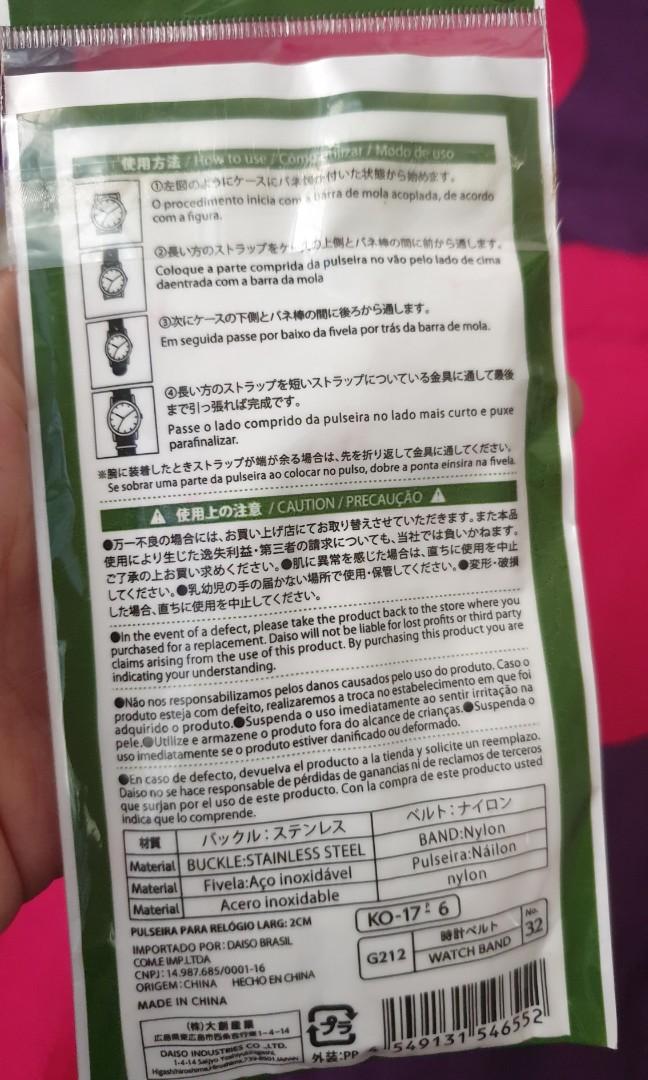 使用方法 / How to use / Como utilizar / Modo de uso
①左図のようにケースにバネ棒が付いた状態から始めます。
O procedimento inicia com a barra de mola acoplada, de acordo
com a figura.
②長い方のストラップをケースの上側とバネ棒の間に前から通します。
Coloque a parte comprida da pulseira no vão pelo lado de cima
daentrada com a barra da mola
③次にケースの下側とバネ棒の間に後ろから通します。
Em seguida passe por baixo da fivela por trás da barra de mola.
④長い方のストラップを短いストラップについている金具に通して最後
まで引っ張れば完成です。
Passe o lado comprido da pulseira no lado mais curto e puxe
parafinalizar.
※腕に装着したときストラップが端が余る場合は、先を折り返して金具に通してください。
Se sobrar uma parte da pulseira ao colocar no pulso, dobre a ponta einsira na fivela.
使用上の注意 / CAUTION / PRECAUÇÃO
●万一不良の場合には、お買い上げ店にてお取り替えさせていただきます。また本品
使用により生じた逸失利益・第三者の請求についても、当社では負いかねます。
ご了承の上お買い求めください。●肌に異常を感じた場合は、直ちに使用を中止
してください。●乳幼児の手の届かない場所で使用・保管してください。●変形・破損
した場合、直ちに使用を中止してください。
●In the event of a defect, please take the product back to the store where you
purchased for a replacement. Daiso will not be liable for lost profits or third party
claims arising from the use of this product. By purchasing this product you are
indicating your understanding.
●Não nos responsabilizamos pelos danos causados pelo uso do produto. Caso o
produto esteja com defeito, realizaremos a troca no estabelecimento em que foi
adquirido o produto.●Suspenda o uso imediatamente ao sentir irritação na
pele.●Utilize e armazene o produto fora do alcance de crianças.●Suspenda o
uso imediatamente se o produto estiver danificado ou deformado.
●En caso de defecto, devuelva el producto a la tienda y solicite un reemplazo.
Daiso no se hace responsable de pérdidas de ganancias ni de reclamos de terceros
que surjan por el uso de este producto. Con la compra de este producto usted
indica que lo comprende.
材質 バックル：ステンレス ベルト：ナイロン
Material BUCKLE:STAINLESS STEEL BAND:Nylon
Material Fivela:Aço inoxidável Pulseira:Náilon
Material Acero inoxidable nylon
PULSEIRA PARA RELÓGIO LARG: 2CM
IMPORTADO POR: DAISO BRASIL
COM.E IMP.LTDA
CNPJ: 14.987.685/0001-16
ORIGEM: CHINA HECHO EN CHINA
MADE IN CHINA
KO-17 6
G212 時計ベルト
WATCH BAND
No.
32
(株)大創産業
広島県東広島市西条吉行東1-4-14
DAISO INDUSTRIES CO.,LTD.
1-4-14 Saijyo Yoshiyukihigashi,
Higashihiroshima,Hiroshima,739-8501JAPAN
プラ
外装:PP
4 549131 546552